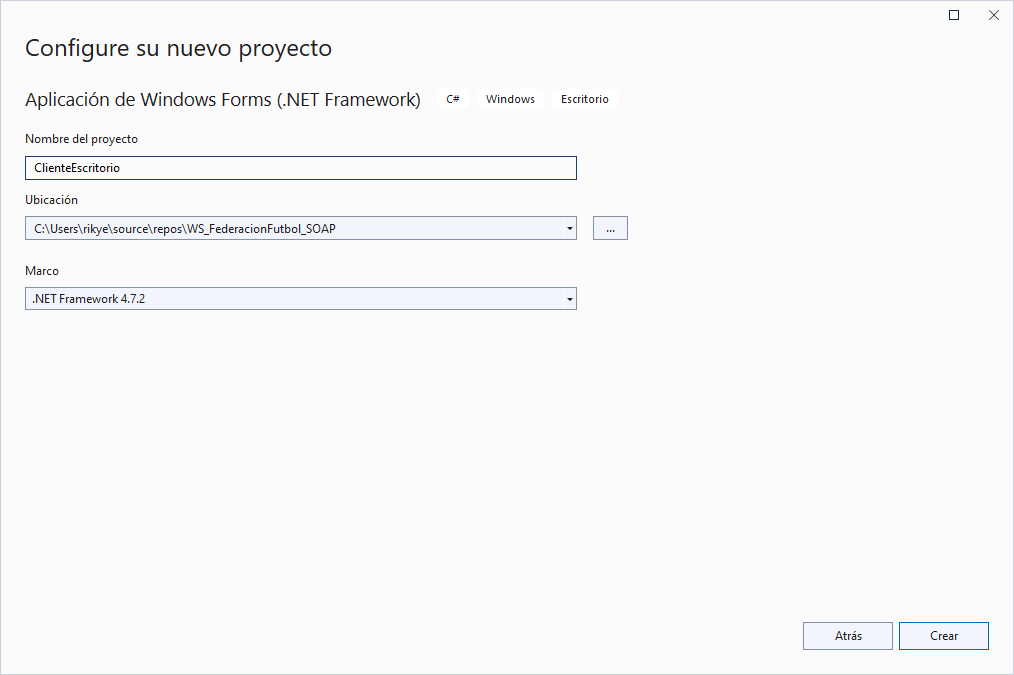 Configure su nuevo proyecto
Aplicación de Windows Forms (.NET Framework) C# Windows Escritorio
Nombre del proyecto
ClienteEscritorio
Ubicación
C:\Users\rikye\source\repos\WS_FederacionFutbol_SOAP ...
Marco
.NET Framework 4.7.2
Atrás Crear